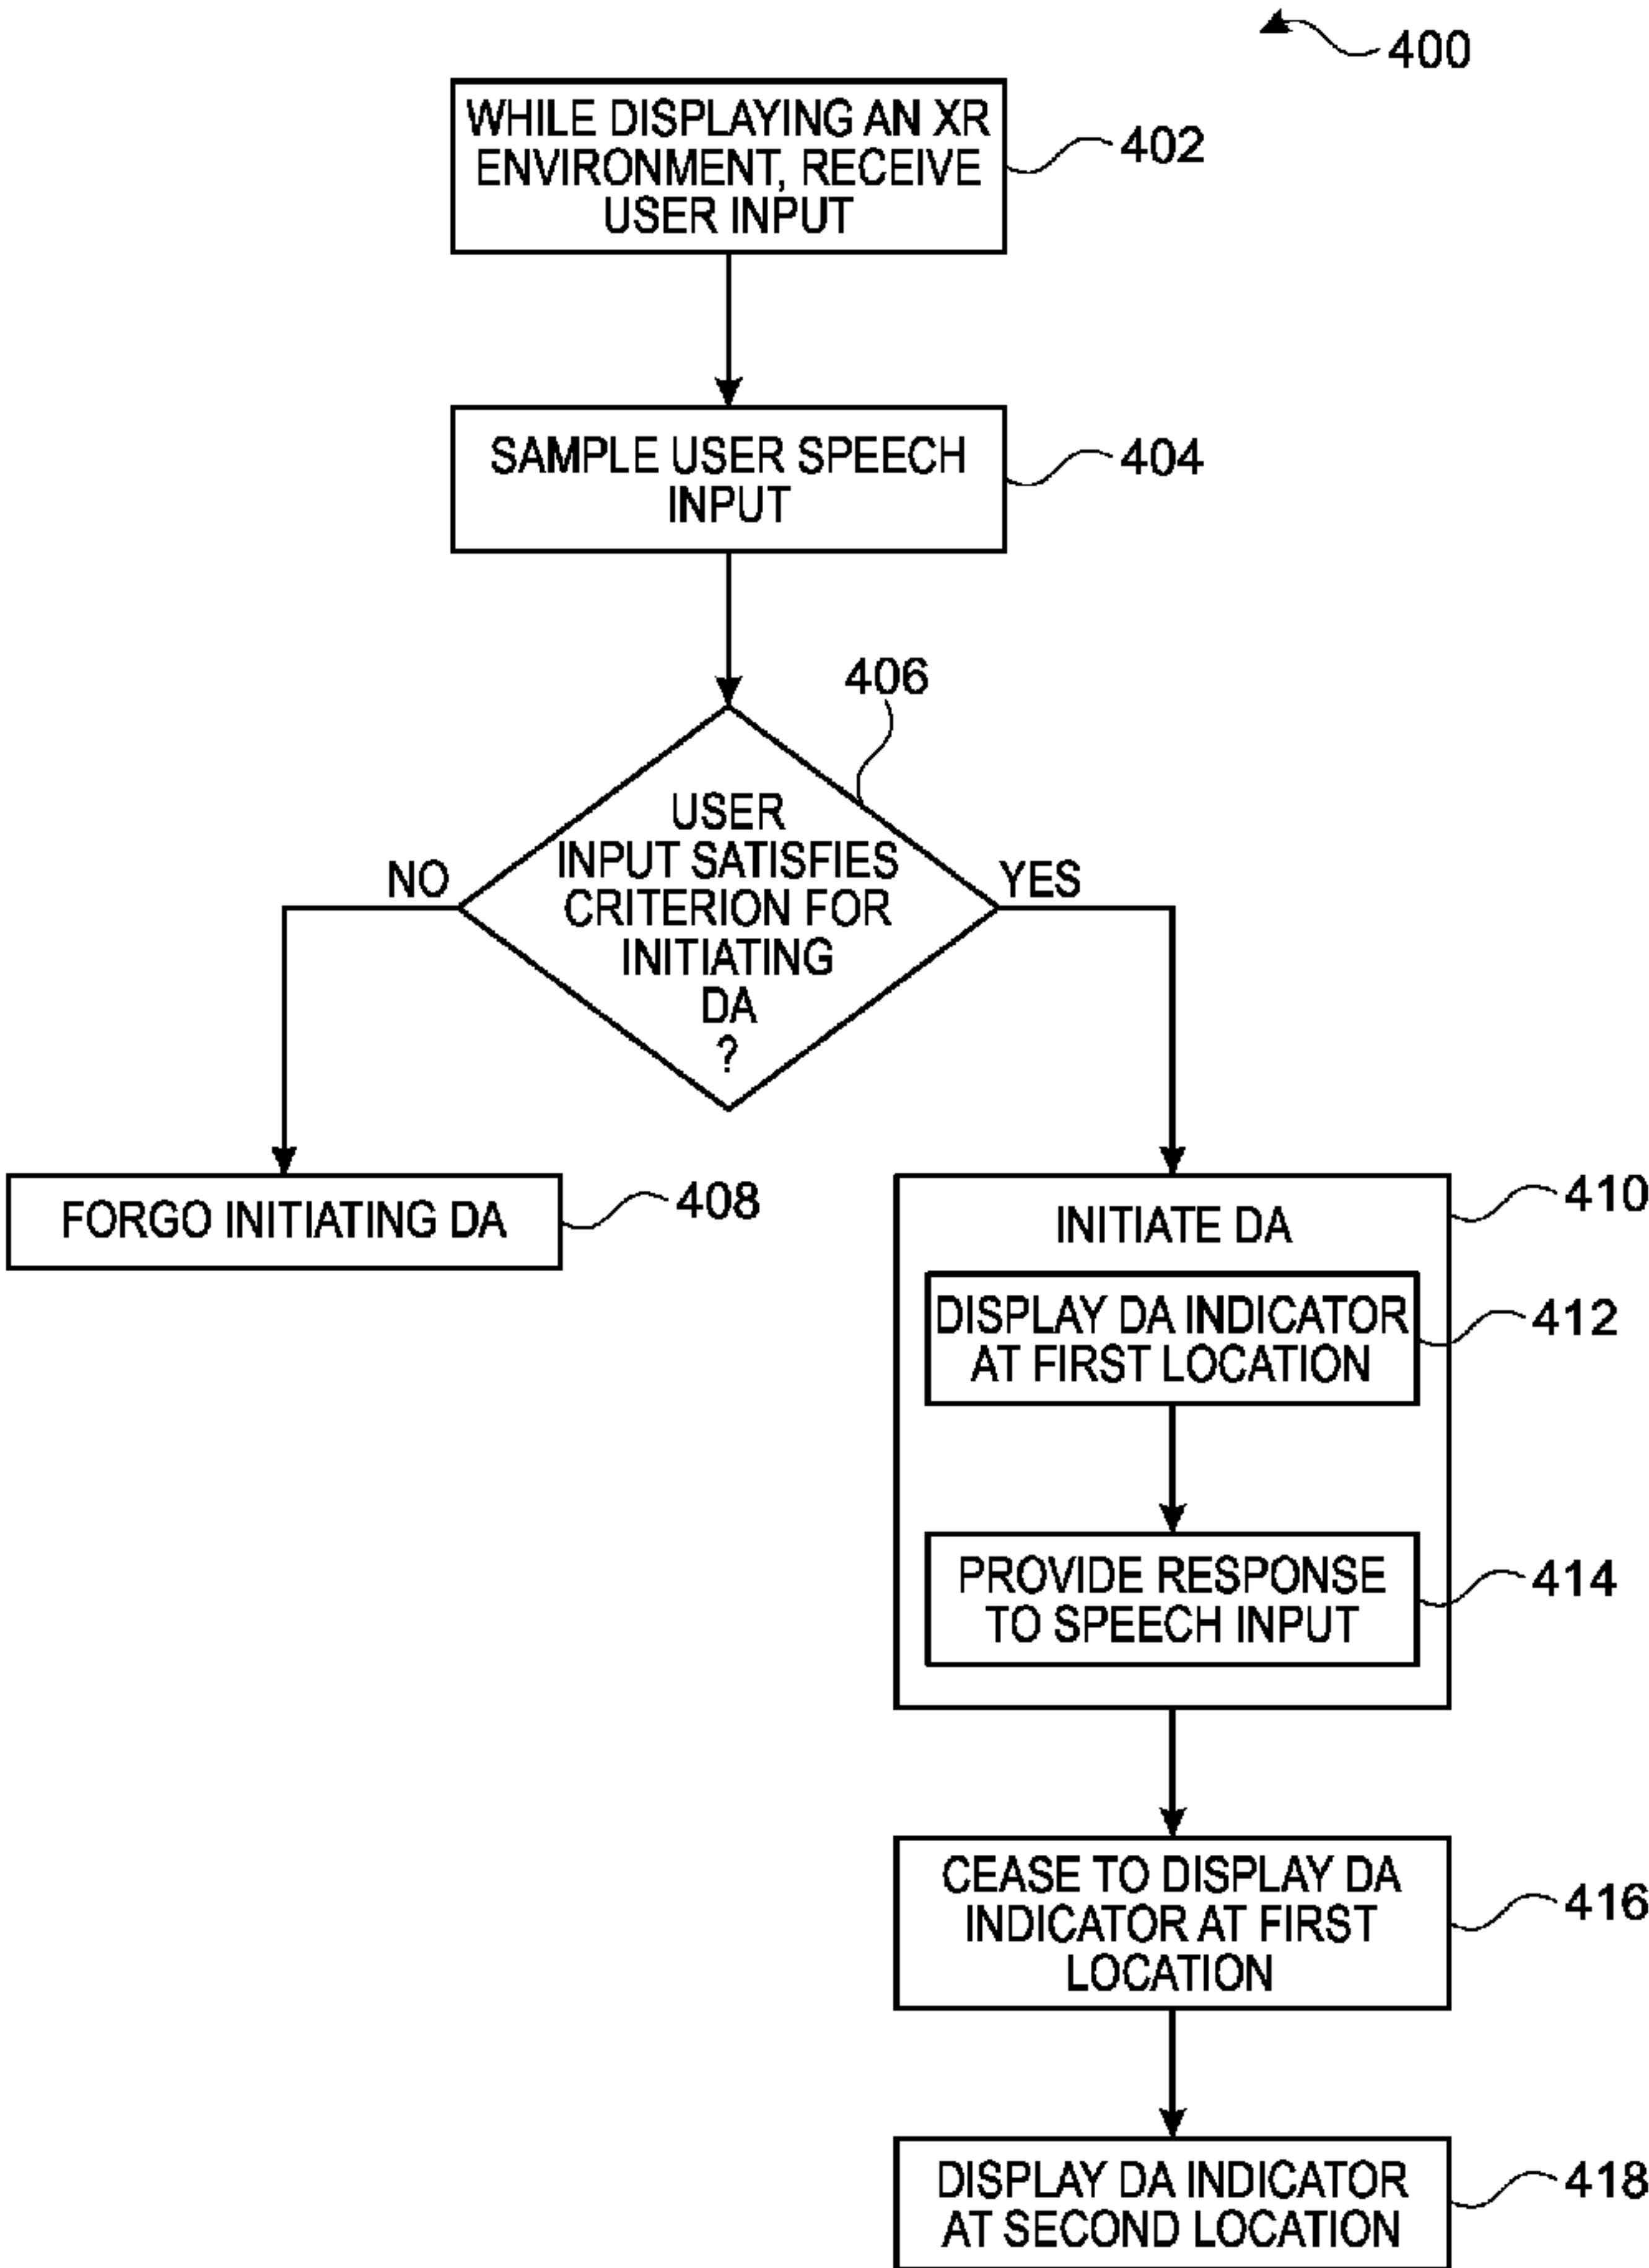 400
WHILE DISPLAYING AN XR
ENVIRONMENT, RECEIVE
USER INPUT
402
SAMPLE USER SPEECH
INPUT
404
406
USER
INPUT SATISFIES
CRITERION FOR
INITIATING
DA
?
NO
YES
FORGO INITIATING DA
408
INITIATE DA
410
DISPLAY DA INDICATOR
AT FIRST LOCATION
412
PROVIDE RESPONSE
TO SPEECH INPUT
414
CEASE TO DISPLAY DA
INDICATOR AT FIRST
LOCATION
416
DISPLAY DA INDICATOR
AT SECOND LOCATION
418